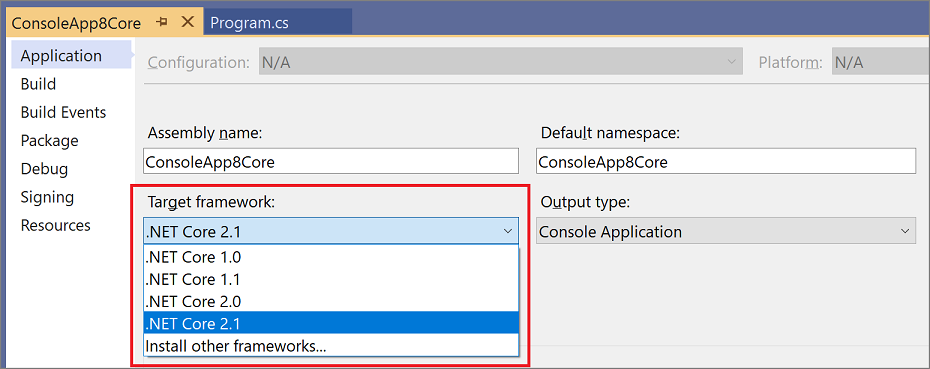 ConsoleApp8Core
Program.cs
Application
Build
Build Events
Package
Debug
Signing
Resources
Configuration: N/A
Platform: N/A
Assembly name:
Default namespace:
ConsoleApp8Core
ConsoleApp8Core
Target framework:
Output type:
.NET Core 2.1
Console Application
.NET Core 1.0
.NET Core 1.1
.NET Core 2.0
.NET Core 2.1
Install other frameworks...